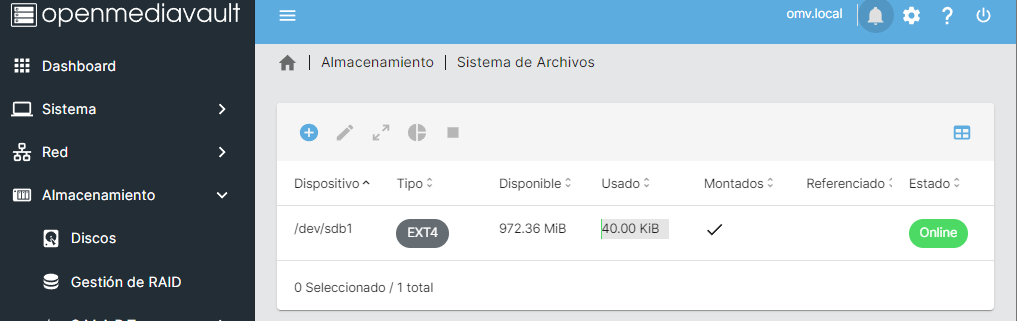 openmediavault
omv.local
Dashboard
Almacenamiento | Sistema de Archivos
Sistema
Red
Almacenamiento
Discos
Gestión de RAID
Dispositivo Tipo Disponible Usado Montados Referenciado Estado
/dev/sdb1 EXT4 972.36 MiB 40.00 KiB Online
0 Seleccionado / 1 total